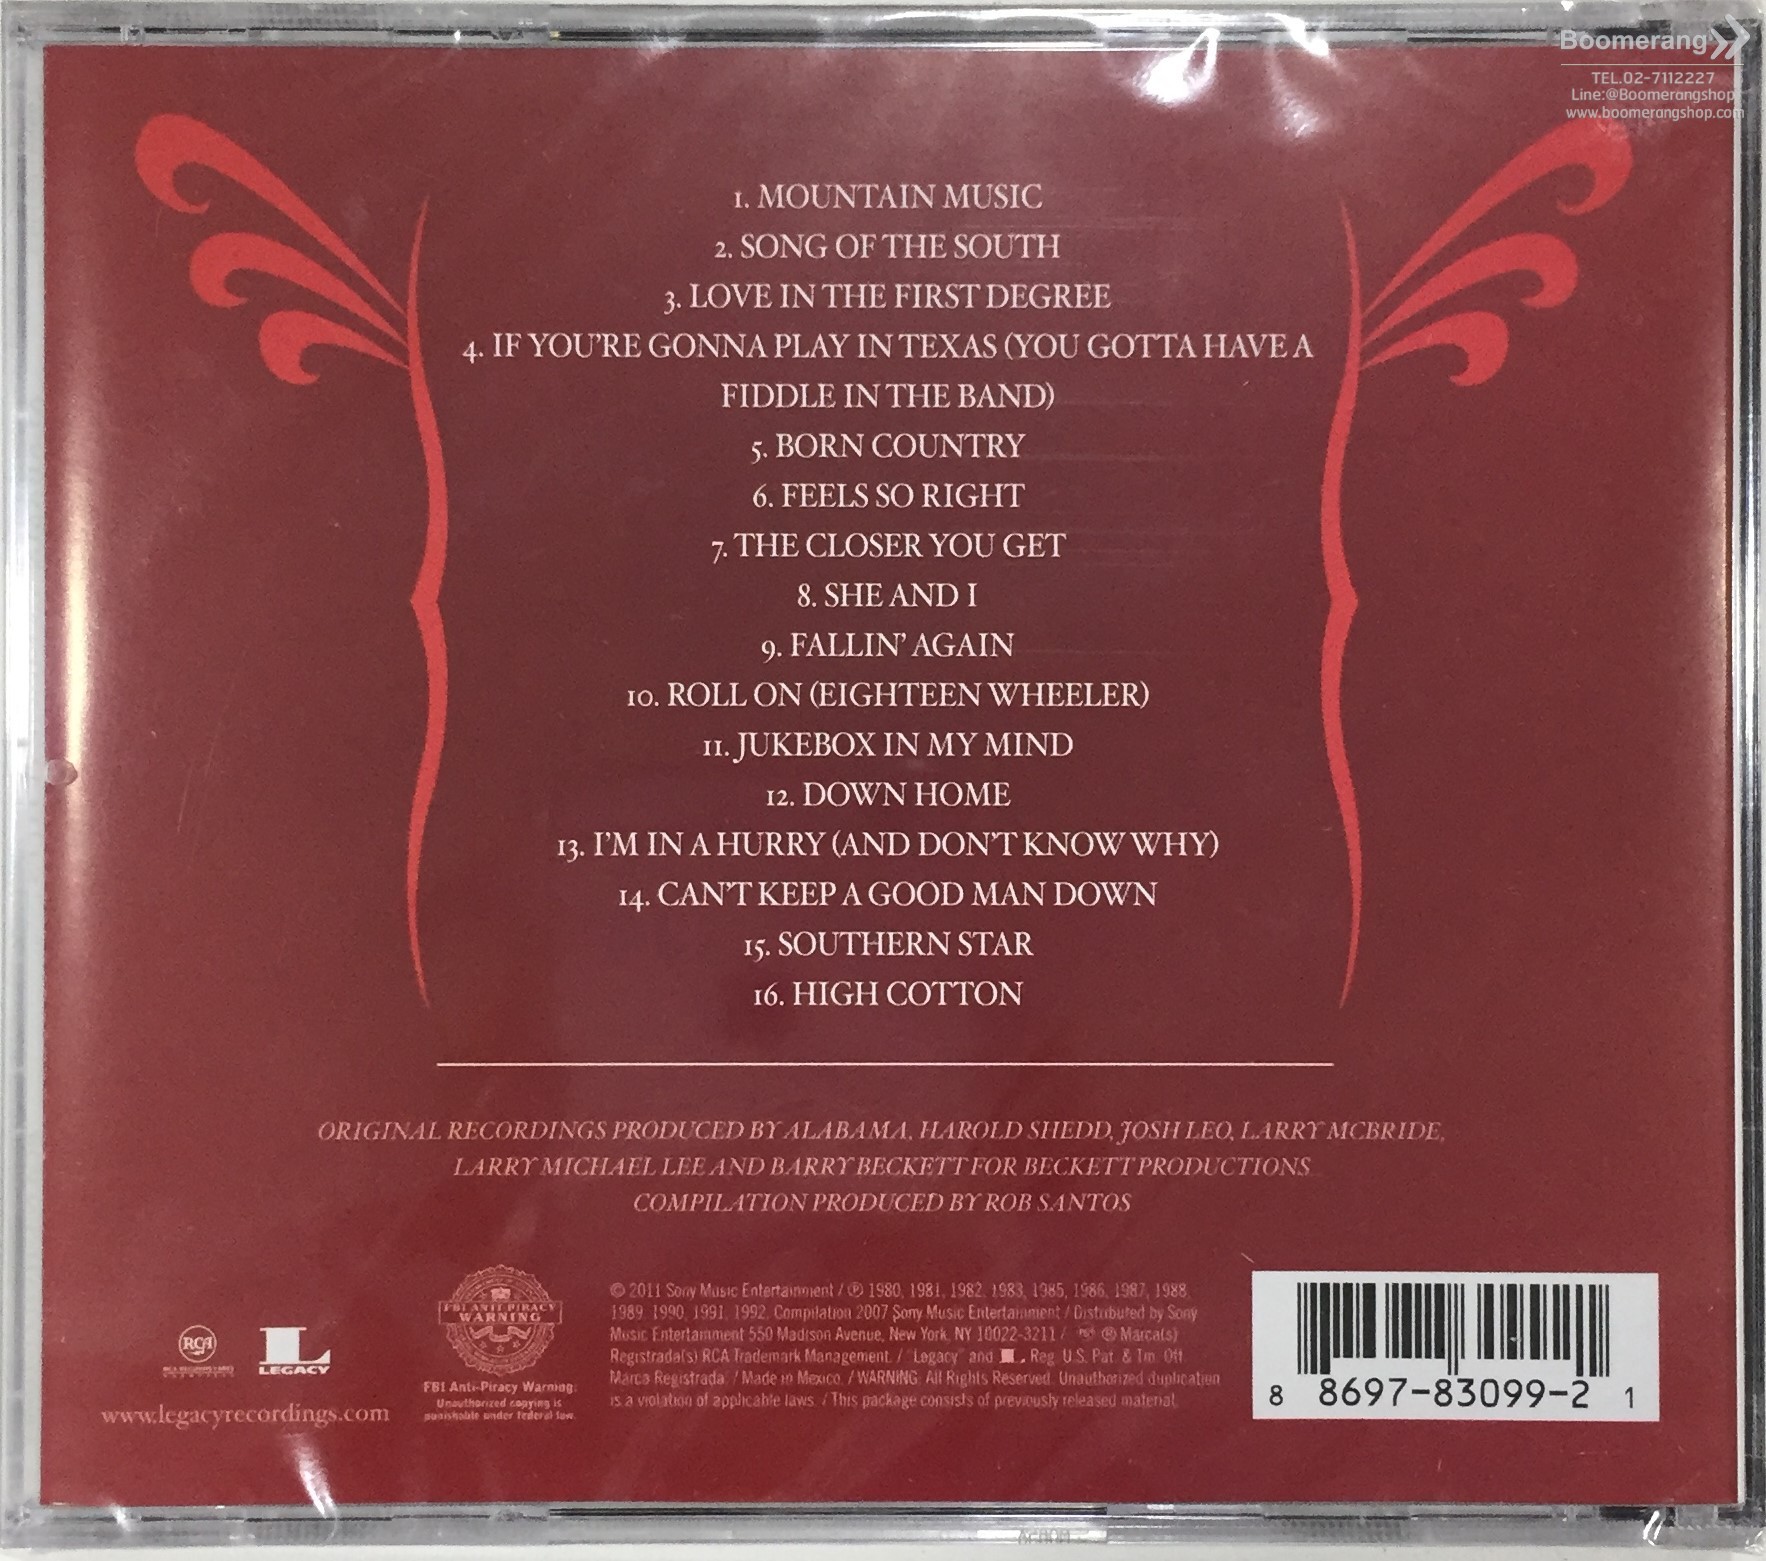 Boomerang
TEL.02-7112227
Line:@Boomerangshop
www.boomerangshop.com
1. MOUNTAIN MUSIC
2. SONG OF THE SOUTH
3. LOVE IN THE FIRST DEGREE
4. IF YOU'RE GONNA PLAY IN TEXAS (YOU GOTTA HAVE A
FIDDLE IN THE BAND)
5. BORN COUNTRY
6. FEELS SO RIGHT
7. THE CLOSER YOU GET
8. SHE AND I
9. FALLIN' AGAIN
10. ROLL ON (EIGHTEEN WHEELER)
11. JUKEBOX IN MY MIND
12. DOWN HOME
13. I'M IN A HURRY (AND DON'T KNOW WHY)
14. CAN'T KEEP A GOOD MAN DOWN
15. SOUTHERN STAR
16. HIGH COTTON
ORIGINAL RECORDINGS PRODUCED BY ALABAMA, HAROLD SHEDD, JOSH LEO, LARRY MCBRIDE,
LARRY MICHAEL LEE AND BARRY BECKETT FOR BECKETT PRODUCTIONS
COMPILATION PRODUCED BY ROB SANTOS
RCA
LEGACY
www.legacyrecordings.com
FBI ANTI-PIRACY
WARNING
FBI Anti-Piracy Warning:
Unauthorized copying is
punishable under federal law.
© 2011 Sony Music Entertainment / ℗ 1980, 1981, 1982, 1983, 1985, 1986, 1987, 1988,
1989, 1990, 1991, 1992. Compilation 2007 Sony Music Entertainment / Distributed by Sony
Music Entertainment 550 Madison Avenue, New York, NY 10022-3211 / ® Marca(s)
Registrada(s) RCA Trademark Management. / "Legacy" and L, Reg. U.S. Pat. & Tm. Off.
Marca Registrada. / Made in Mexico. / WARNING: All Rights Reserved. Unauthorized duplication
is a violation of applicable laws. / This package consists of previously released material.
8 8697-83099-2 1